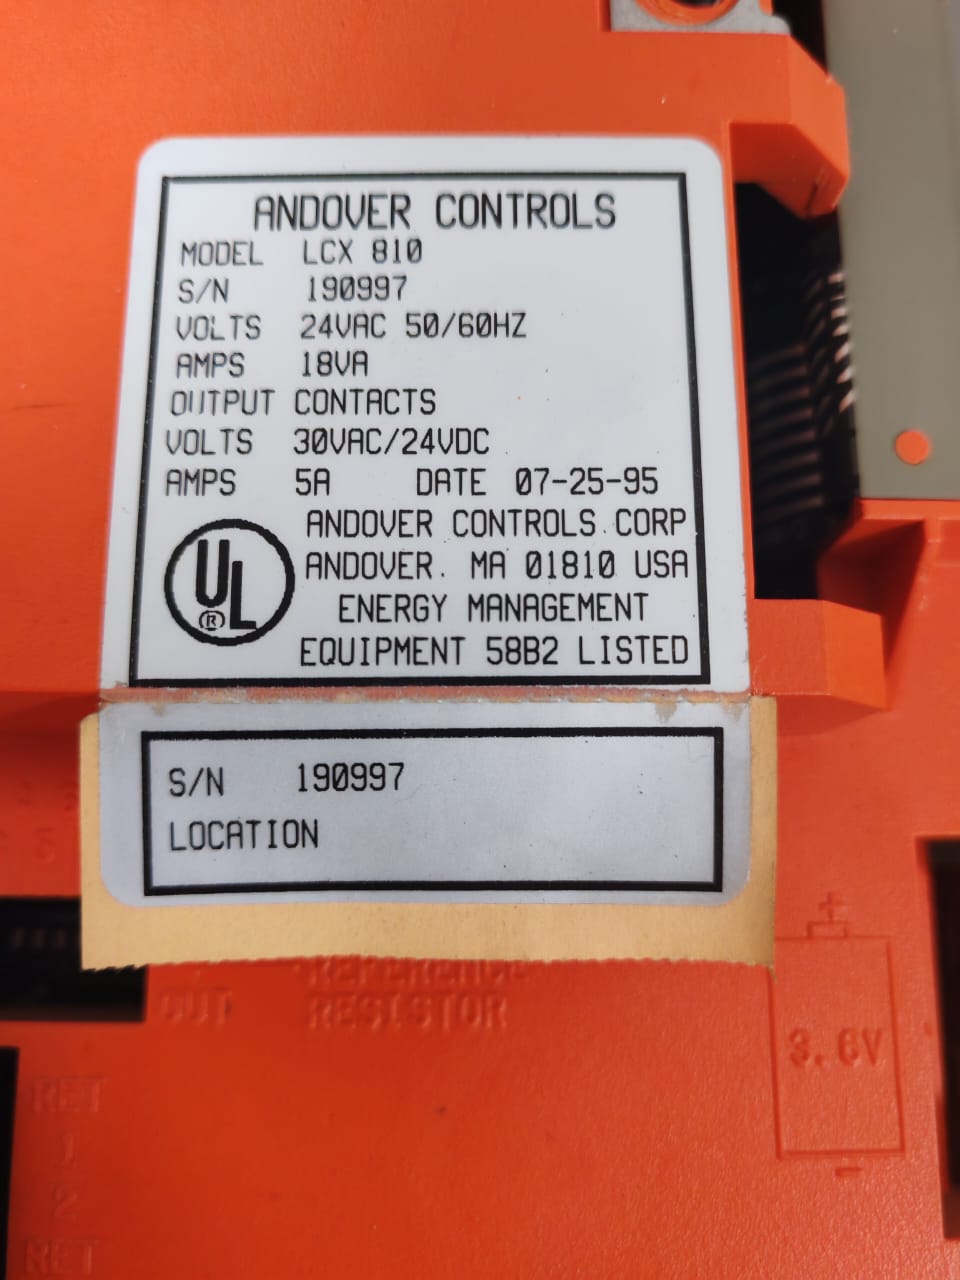 ANDOVER CONTROLS
MODEL LCX 810
S/N 190997
VOLTS 24VAC 50/60HZ
AMPS 18VA
OUTPUT CONTACTS
VOLTS 30VAC/24VDC
AMPS 5A DATE 07-25-95
UL
®
ANDOVER CONTROLS CORP
ANDOVER. MA 01810 USA
ENERGY MANAGEMENT
EQUIPMENT 58B2 LISTED
S/N 190997
LOCATION
5
+
REFERENCE
OUT RESISTOR
3.6V
-
RET
1
2
RET